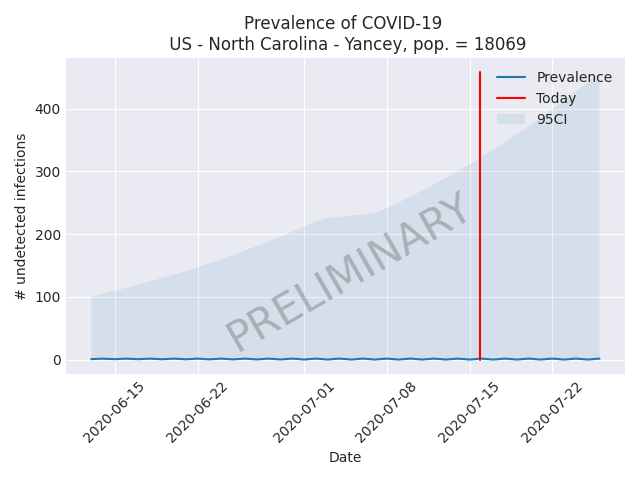 Prevalence of COVID-19
US - North Carolina - Yancey, pop. = 18069
Prevalence
Today
95CI
400
300
200
100
0
# undetected infections
PRELIMINARY
2020-06-15
2020-06-22
2020-07-01
2020-07-08
2020-07-15
2020-07-22
Date